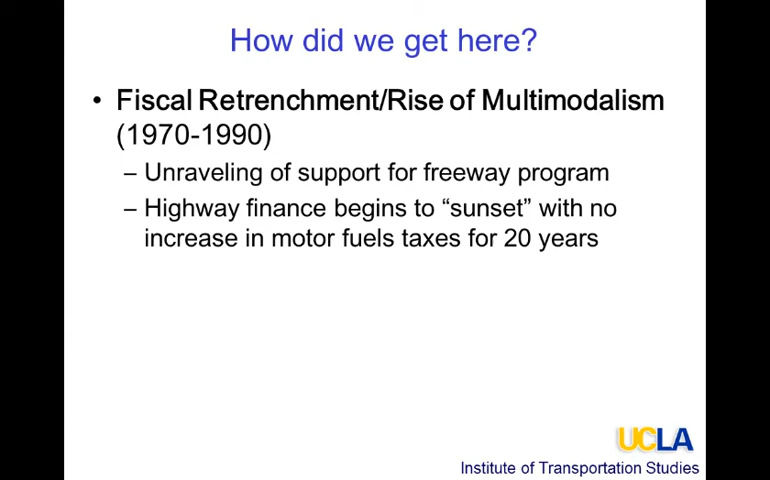 How did we get here?
• Fiscal Retrenchment/Rise of Multimodalism
(1970-1990)
– Unraveling of support for freeway program
– Highway finance begins to “sunset” with no
increase in motor fuels taxes for 20 years
UCLA
Institute of Transportation Studies